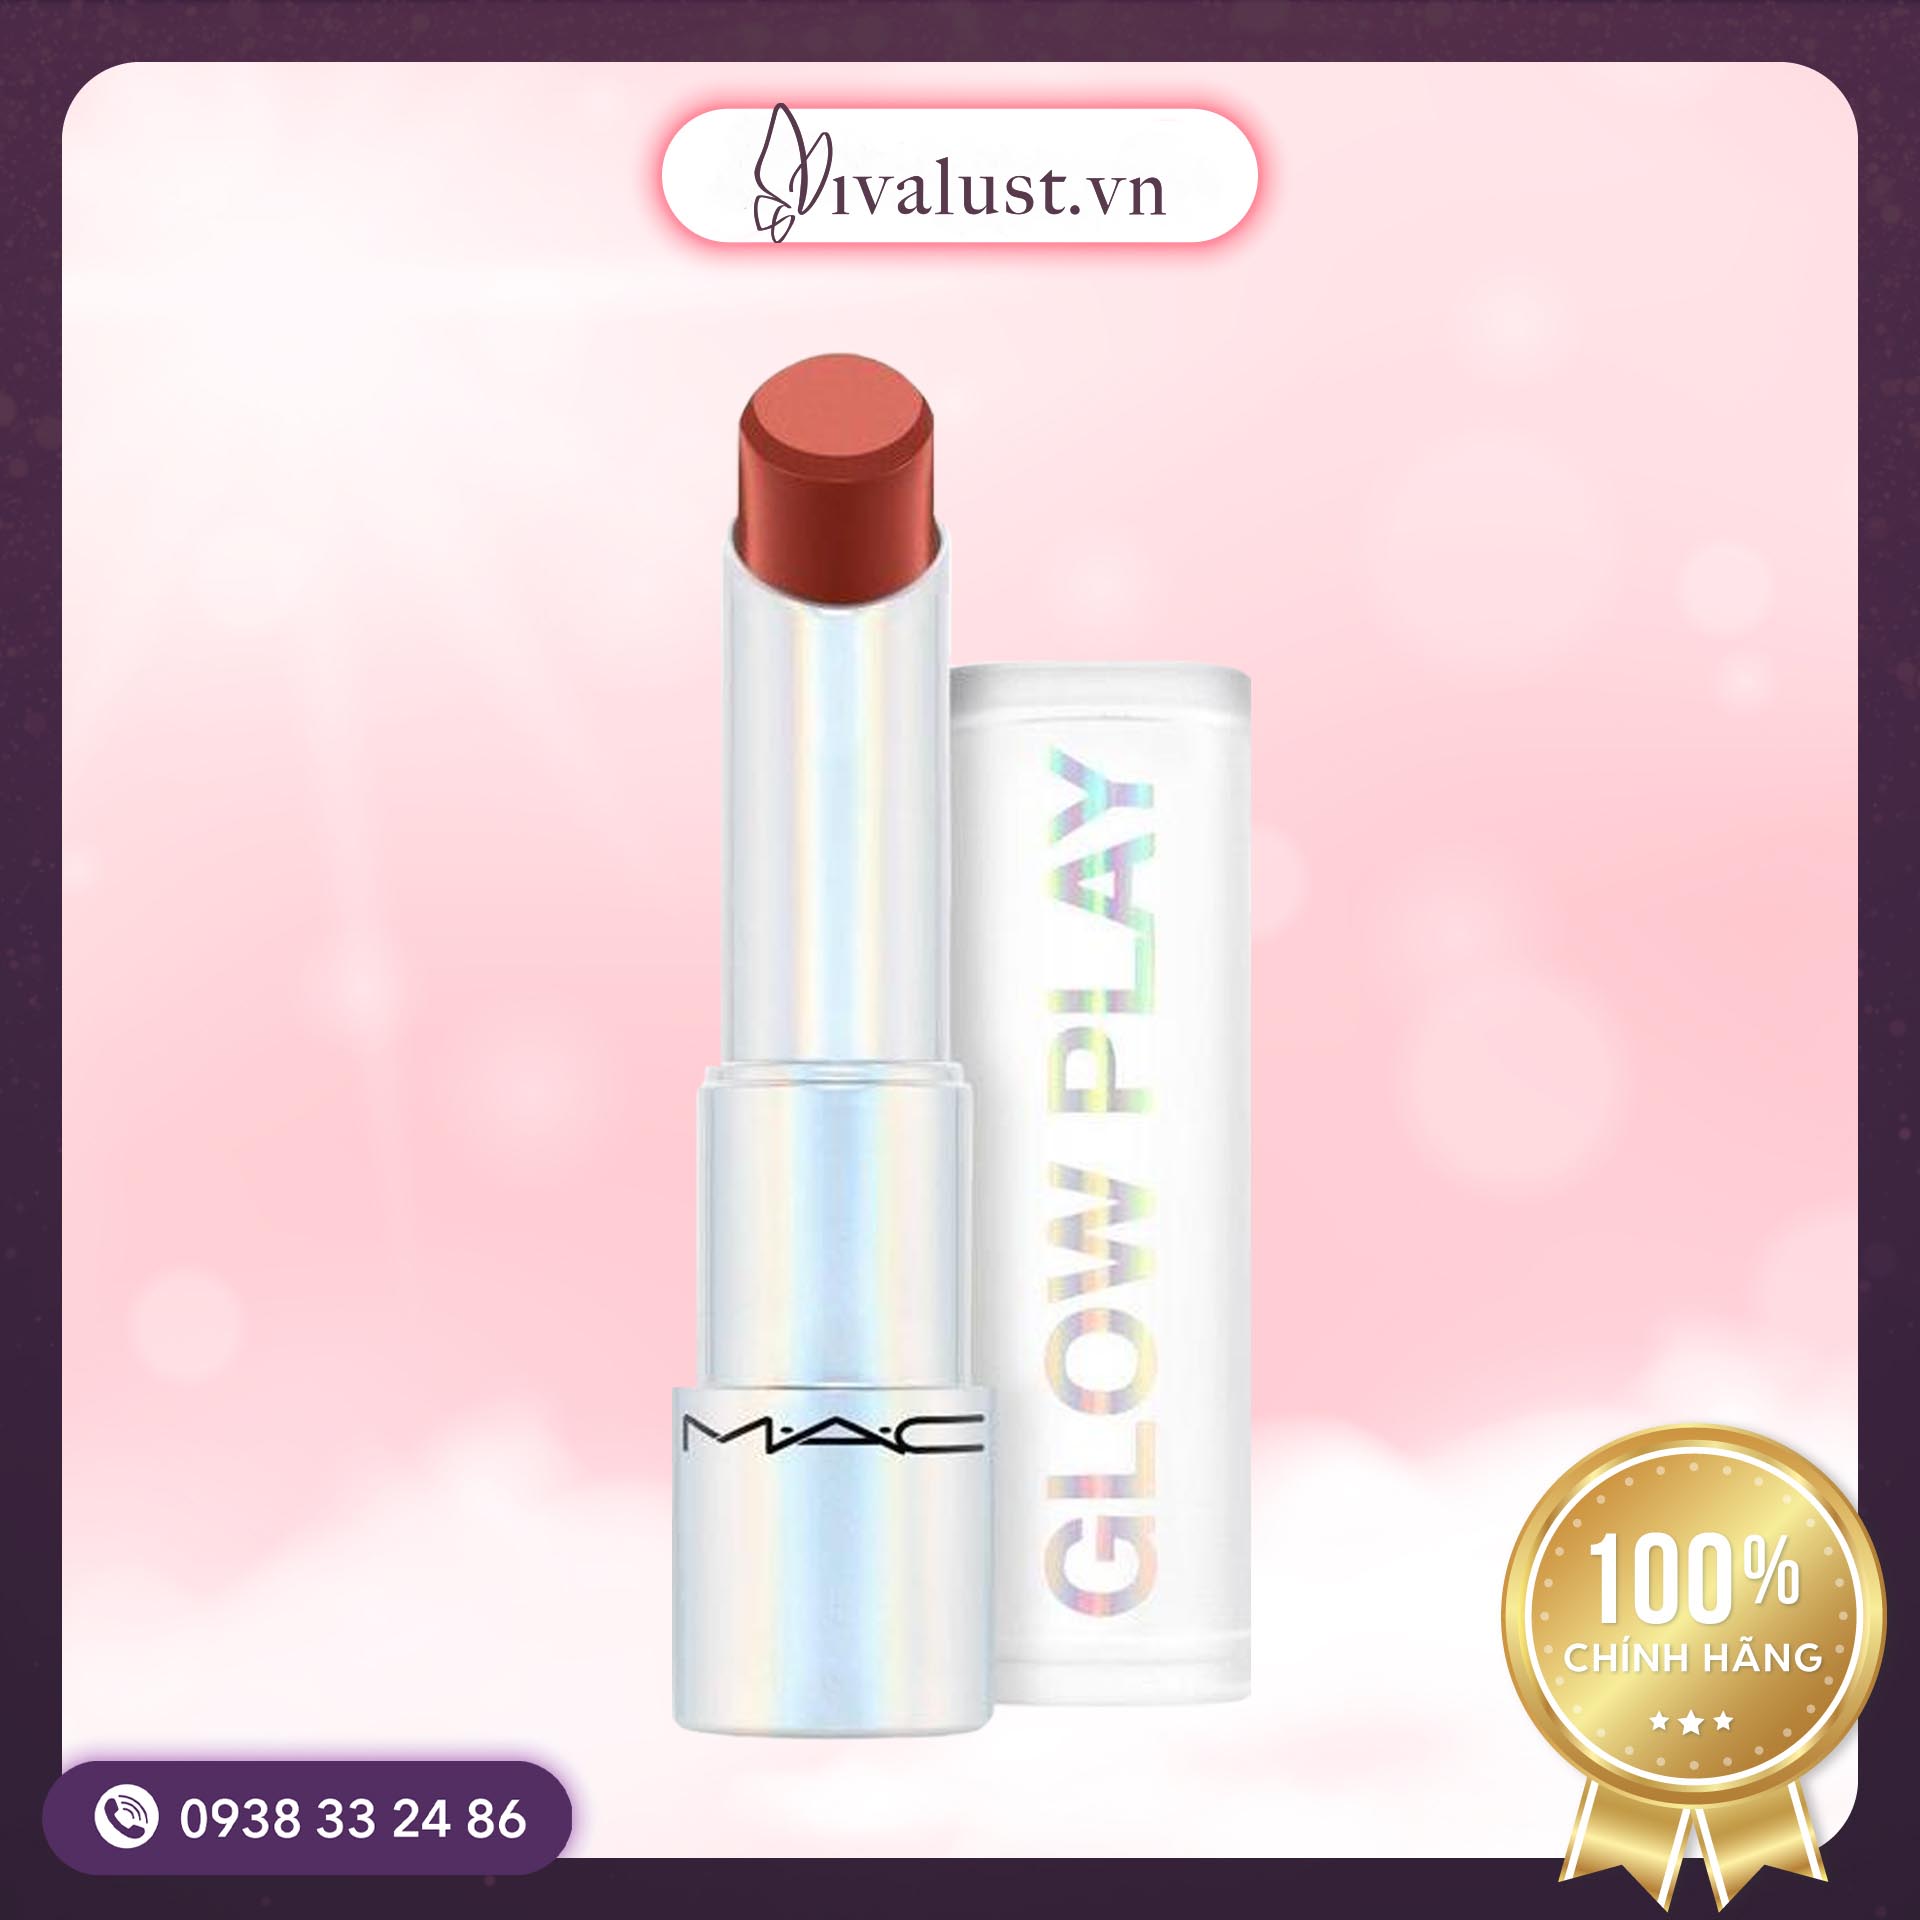 Vivalust.vn
GLOW PLAY
M·A·C
100%
CHÍNH HÃNG
0938 33 24 86